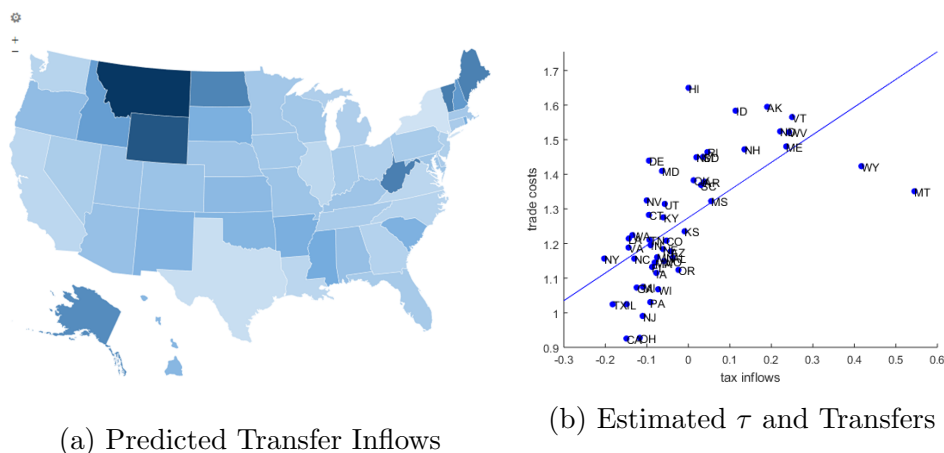 +
−
(a) Predicted Transfer Inflows
1.7
1.6
1.5
1.4
1.3
1.2
1.1
1
0.9
trade costs
-0.3 -0.2 -0.1 0 0.1 0.2 0.3 0.4 0.5 0.6
tax inflows
HI
ID AK
VT
WV
ME
NH
RI
DE
MD
WY
MT
AR
MS
NV UT
CT KY
KS
WA
CO
VA
NY NC
OR
WI
TX IL PA
NJ
CA OH
(b) Estimated τ and Transfers